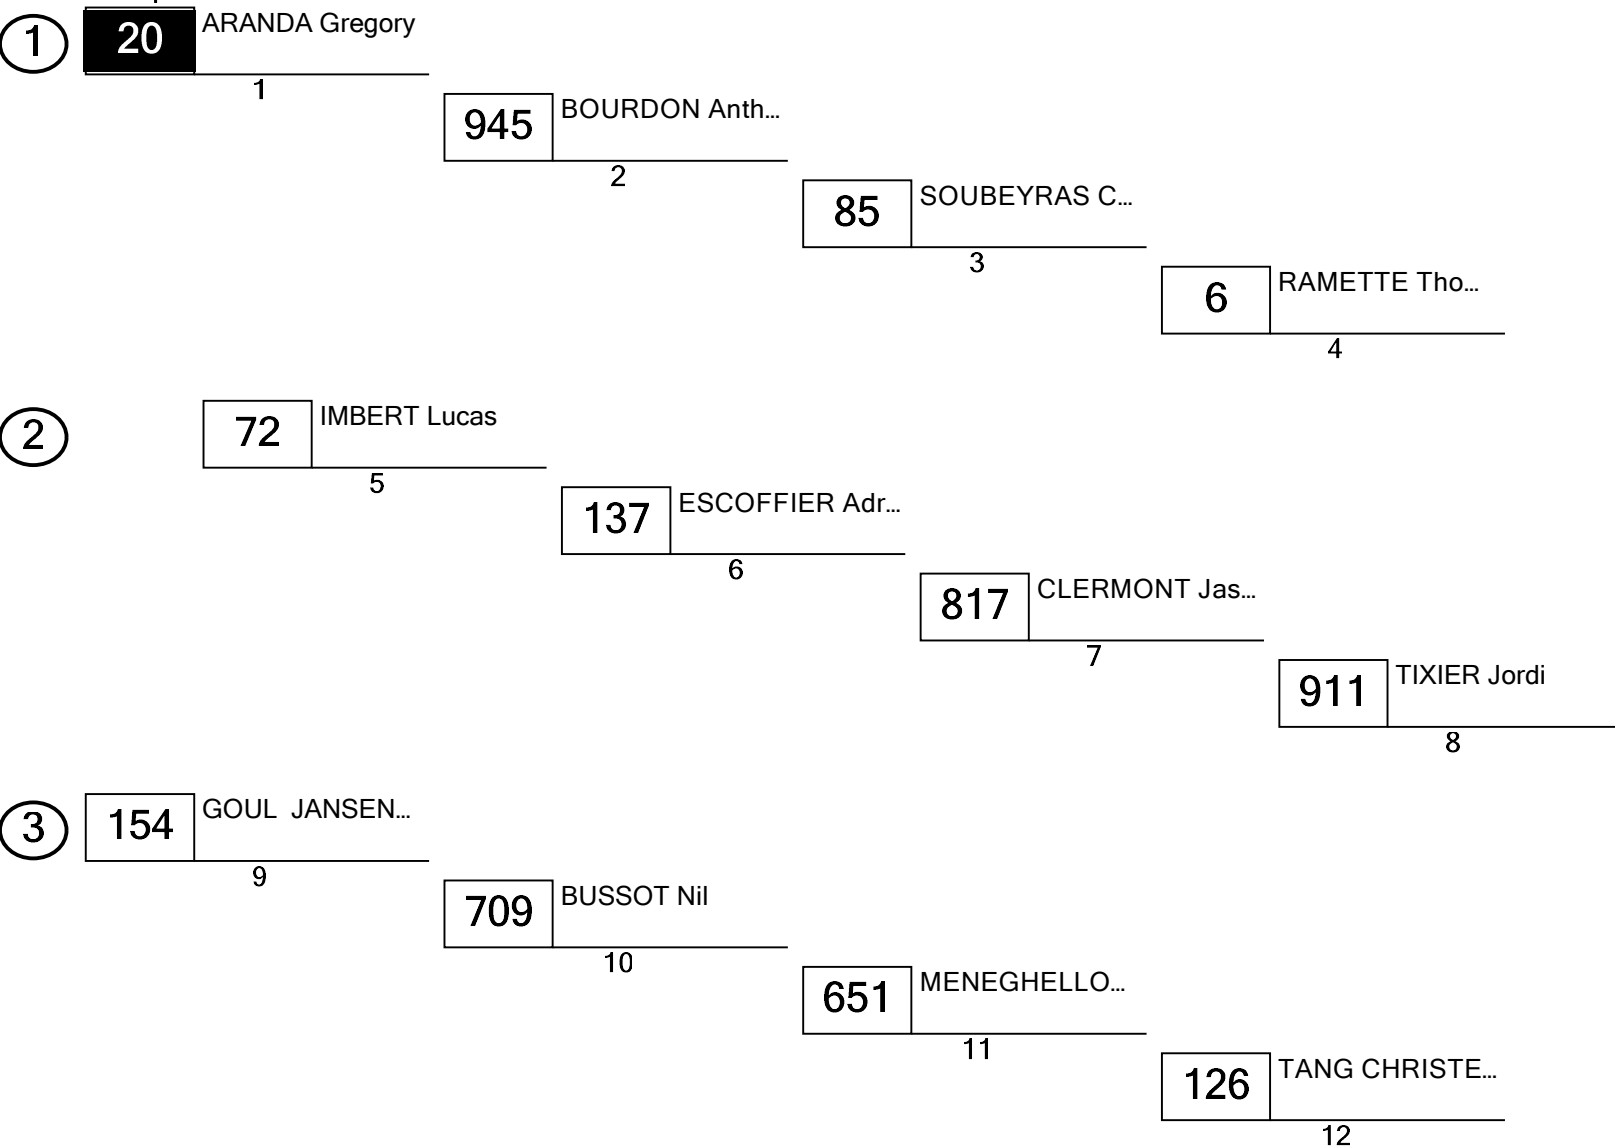 1
20 ARANDA Gregory
1
945 BOURDON Anth...
2
85 SOUBEYRAS C...
3
6 RAMETTE Tho...
4
2
72 IMBERT Lucas
5
137 ESCOFFIER Adr...
6
817 CLERMONT Jas...
7
911 TIXIER Jordi
8
3
154 GOUL  JANSEN...
9
709 BUSSOT Nil
10
651 MENEGHELLO...
11
126 TANG CHRISTE...
12